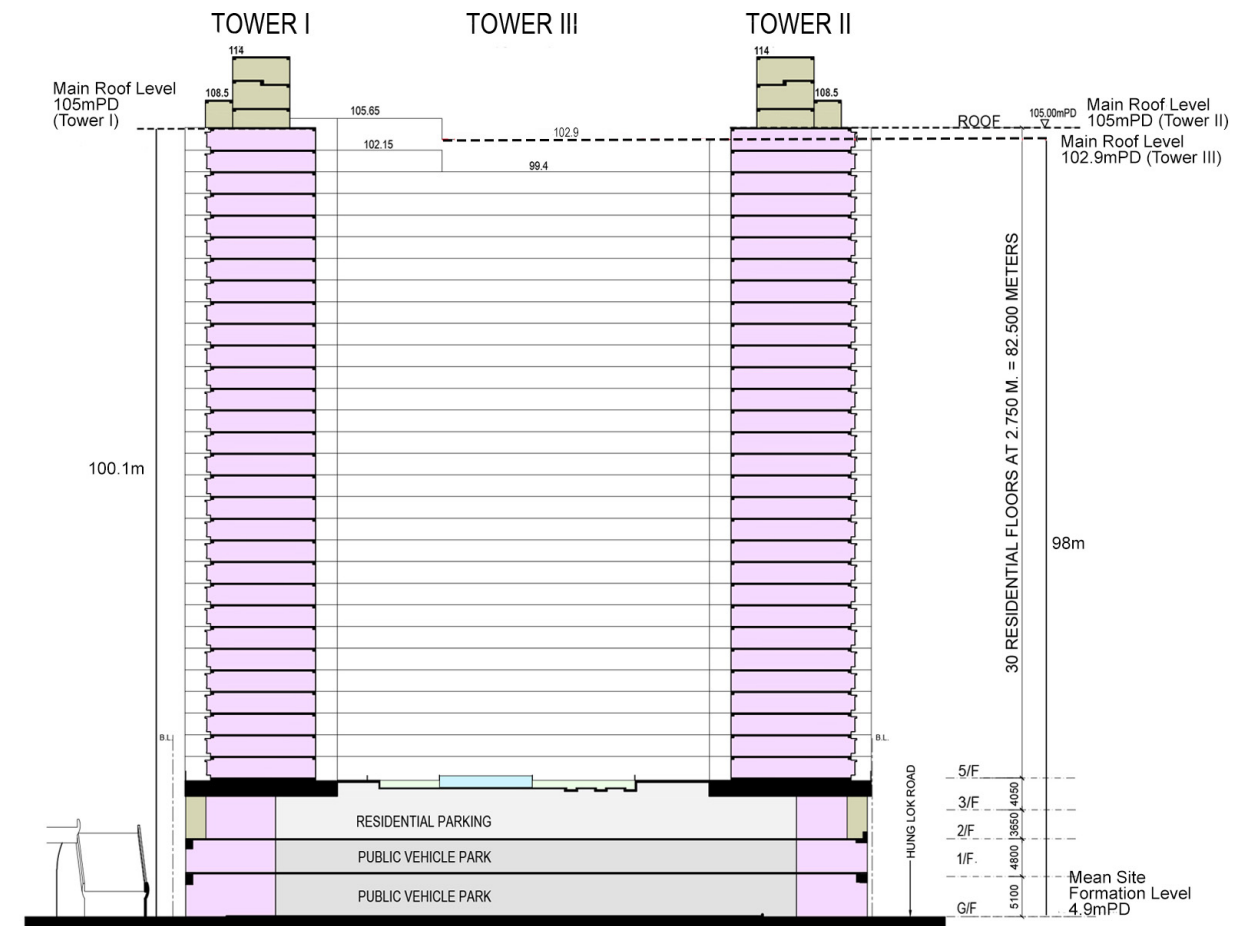 TOWER I
TOWER III
TOWER II
114
114
Main Roof Level
105mPD
(Tower I)
108.5
108.5
105.65
102.9
102.15
99.4
ROOF
105.00mPD
Main Roof Level
105mPD (Tower II)
Main Roof Level
102.9mPD (Tower III)
100.1m
30 RESIDENTIAL FLOORS AT 2.750 M. = 82.500 METERS
98m
B.L.
B.L.
HUNG LOK ROAD
5/F
4050
3/F
3650
2/F
4800
1/F.
5100
G/F
RESIDENTIAL PARKING
PUBLIC VEHICLE PARK
PUBLIC VEHICLE PARK
Mean Site
Formation Level
4.9mPD